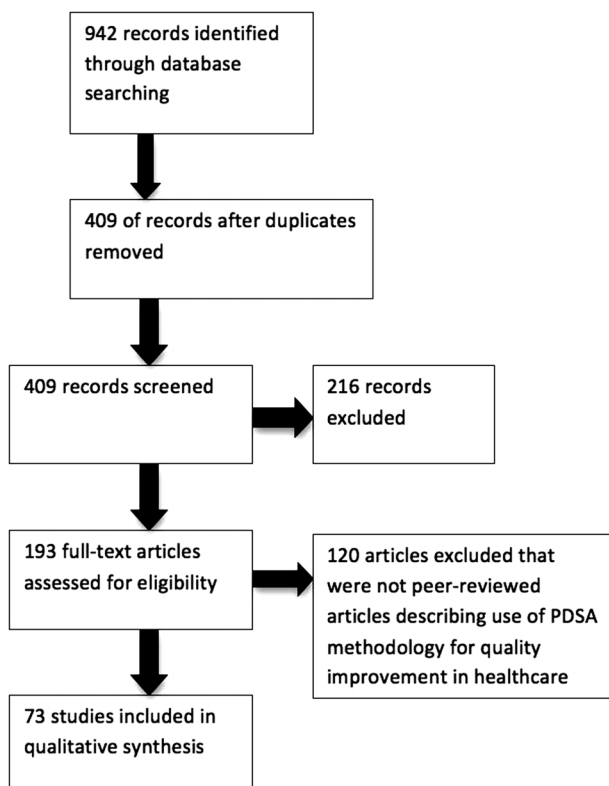 942 records identified
through database
searching
409 of records after duplicates
removed
409 records screened
216 records
excluded
193 full-text articles
assessed for eligibility
120 articles excluded that
were not peer-reviewed
articles describing use of PDSA
methodology for quality
improvement in healthcare
73 studies included in
qualitative synthesis